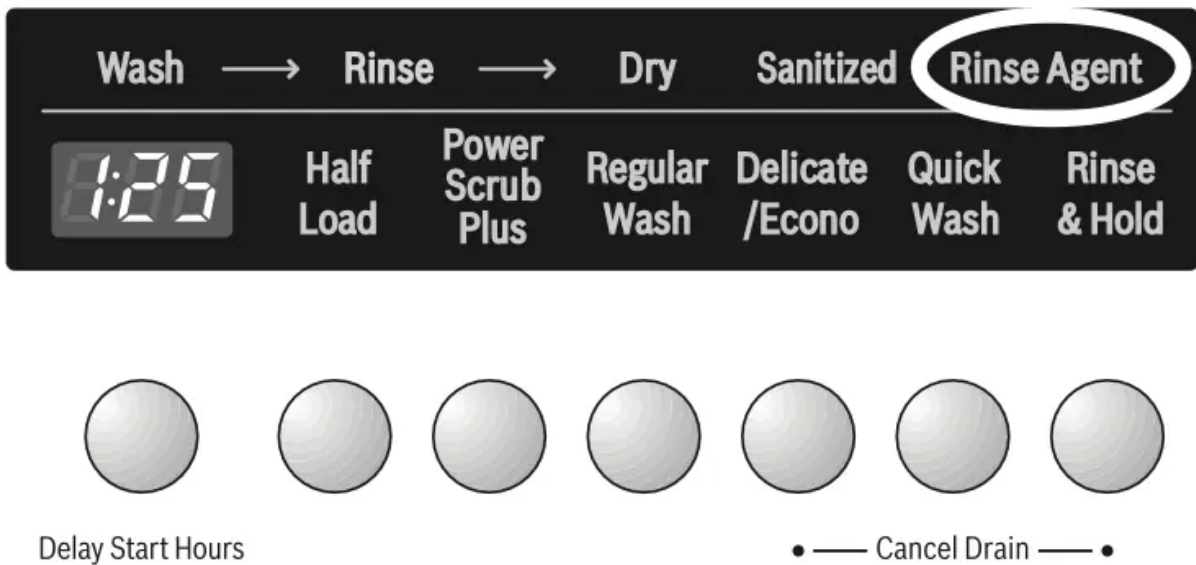 Wash → Rinse → Dry Sanitized Rinse Agent
1:25
Half
Load
Power
Scrub
Plus
Regular
Wash
Delicate
/Econo
Quick
Wash
Rinse
& Hold
Delay Start Hours
Cancel Drain